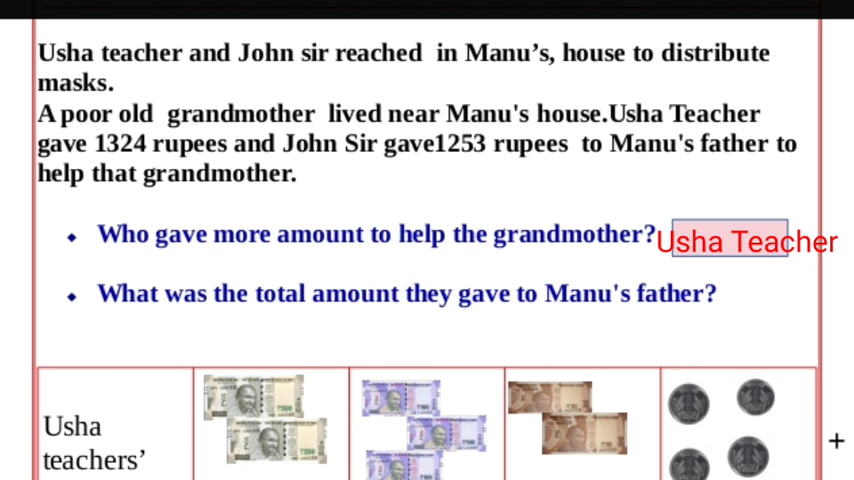 Usha teacher and John sir reached  in Manu’s, house to distribute
masks.
A poor old  grandmother  lived near Manu's house.Usha Teacher
gave 1324 rupees and John Sir gave1253 rupees  to Manu's father to
help that grandmother.
Who gave more amount to help the grandmother? Usha Teacher
What was the total amount they gave to Manu's father?
Usha
teachers’
+